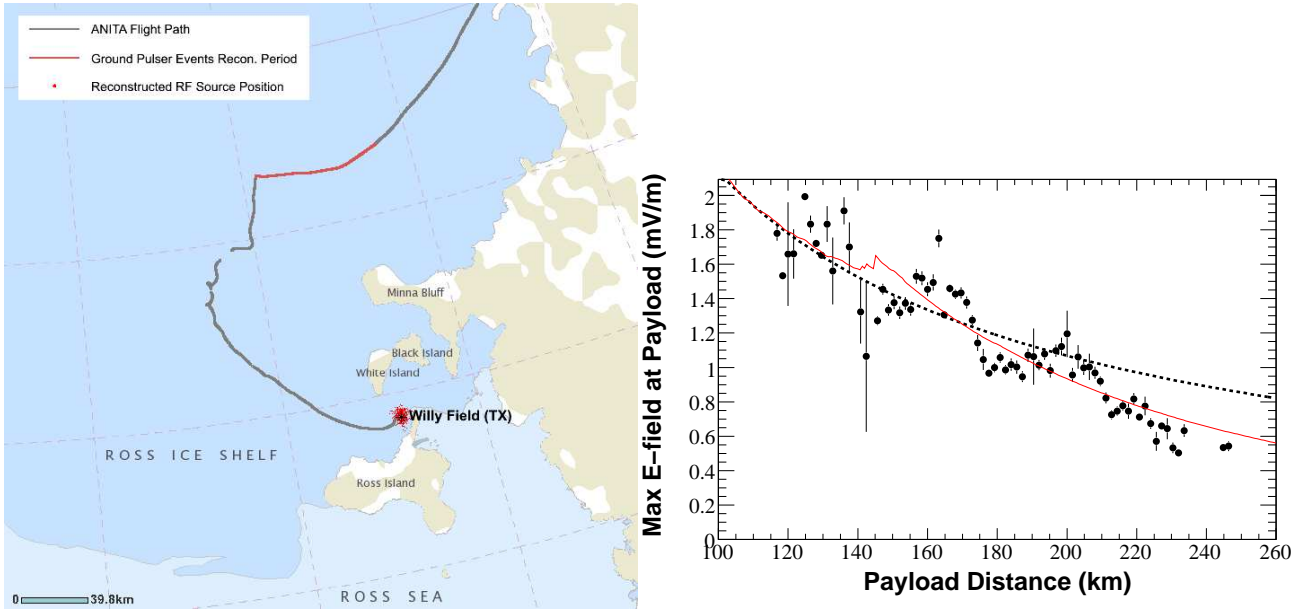 ANITA Flight Path
Ground Pulser Events Recon. Period
Reconstructed RF Source Position
Minna Bluff
Black Island
White Island
Willy Field (TX)
ROSS ICE SHELF
Ross Island
ROSS SEA
0 39.8km
Max E−field at Payload (mV/m)
2
1.8
1.6
1.4
1.2
1
0.8
0.6
0.4
0.2
0
100 120 140 160 180 200 220 240 260
Payload Distance (km)